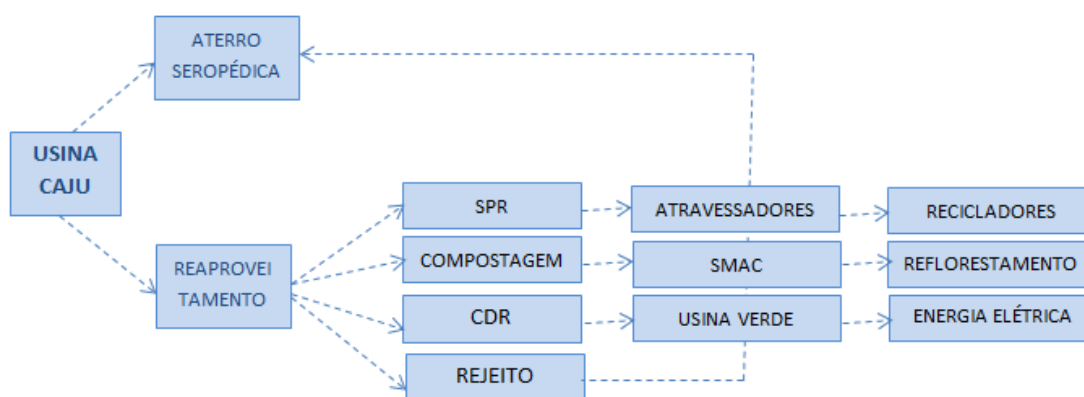 ATERRO
SEROPÉDICA
USINA
CAJU
REAPROVEI
TAMENTO
SPR
ATRAVESSADORES
RECICLADORES
COMPOSTAGEM
SMAC
REFLORESTAMENTO
CDR
USINA VERDE
ENERGIA ELÉTRICA
REJEITO